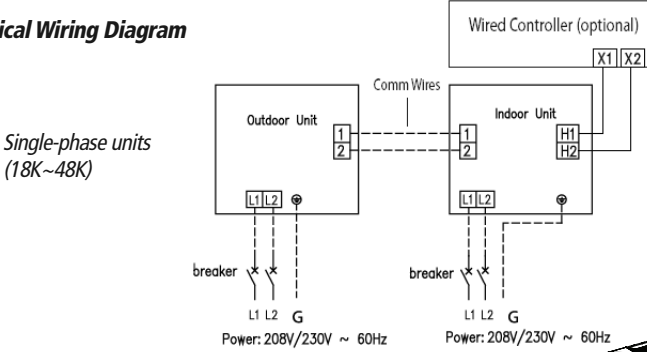 ical Wiring Diagram
Wired Controller (optional)
X1 X2
Comm Wires
Outdoor Unit
Indoor Unit
Single-phase units
(18K~48K)
1
2
1
2
H1
H2
L1 L2
L1 L2
breaker
breaker
L1 L2 G
L1 L2 G
Power: 208V/230V ~ 60Hz
Power: 208V/230V ~ 60Hz